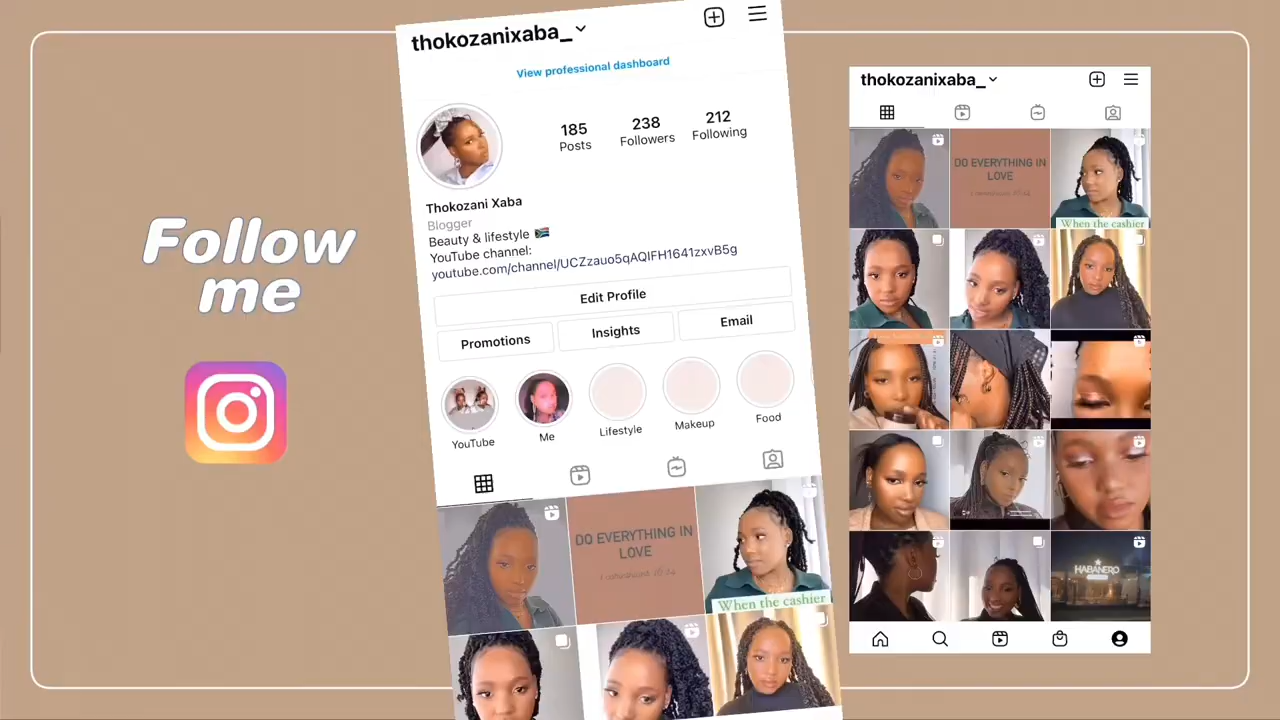 Follow
me
thokozanixaba_
View professional dashboard
185
Posts
238
Followers
212
Following
Thokozani Xaba
Blogger
Beauty & lifestyle 🇿🇦
YouTube channel:
youtube.com/channel/UCZzauo5qAQIFH1641zxvB5g
Edit Profile
Promotions
Insights
Email
YouTube
Me
Lifestyle
Makeup
Food
DO EVERYTHING IN
LOVE
When the cashier
thokozanixaba_
DO EVERYTHING IN
LOVE
When the cashier
HABANERO